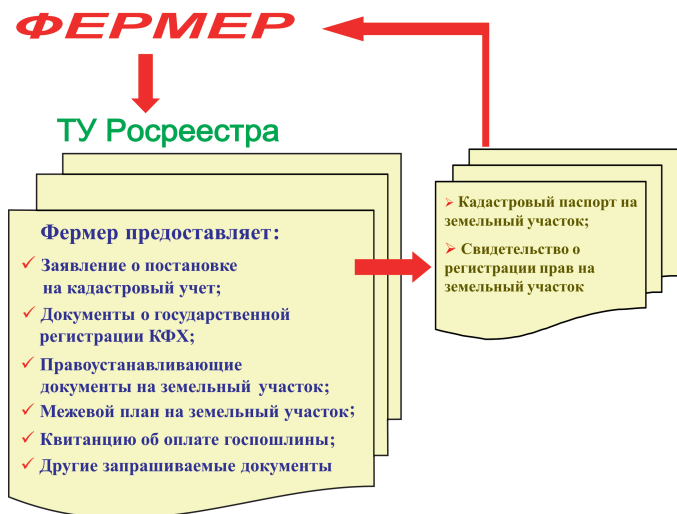 ФЕРМЕР
ТУ Росреестра
Фермер предоставляет:
Заявление о постановке
на кадастровый учет;
Документы о государственной
регистрации КФХ;
Правоустанавливающие
документы на земельный участок;
Межевой план на земельный участок;
Квитанцию об оплате госпошлины;
Другие запрашиваемые документы
Кадастровый паспорт на
земельный участок;
Свидетельство о
регистрации прав на
земельный участок